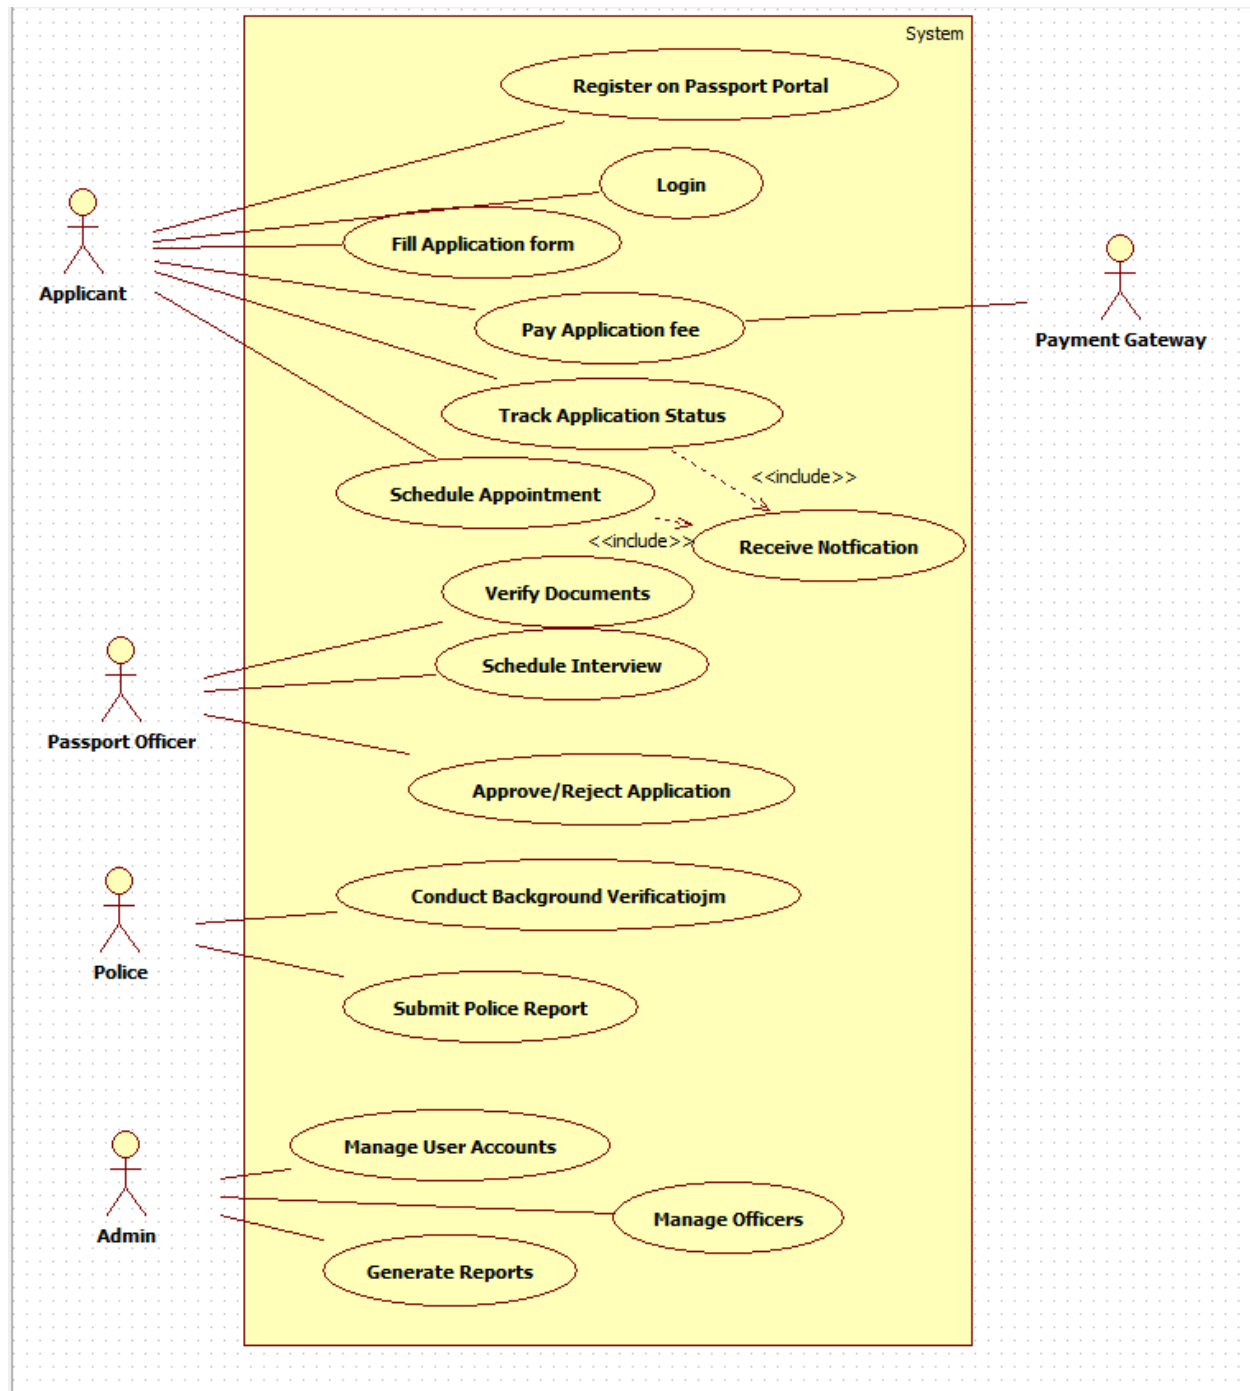 System
Register on Passport Portal
Login
Fill Application form
Applicant
Pay Application fee
Payment Gateway
Track Application Status
<<include>>
Schedule Appointment
<<include>>
Receive Notfication
Verify Documents
Schedule Interview
Passport Officer
Approve/Reject Application
Conduct Background Verificatiojm
Police
Submit Police Report
Manage User Accounts
Manage Officers
Admin
Generate Reports